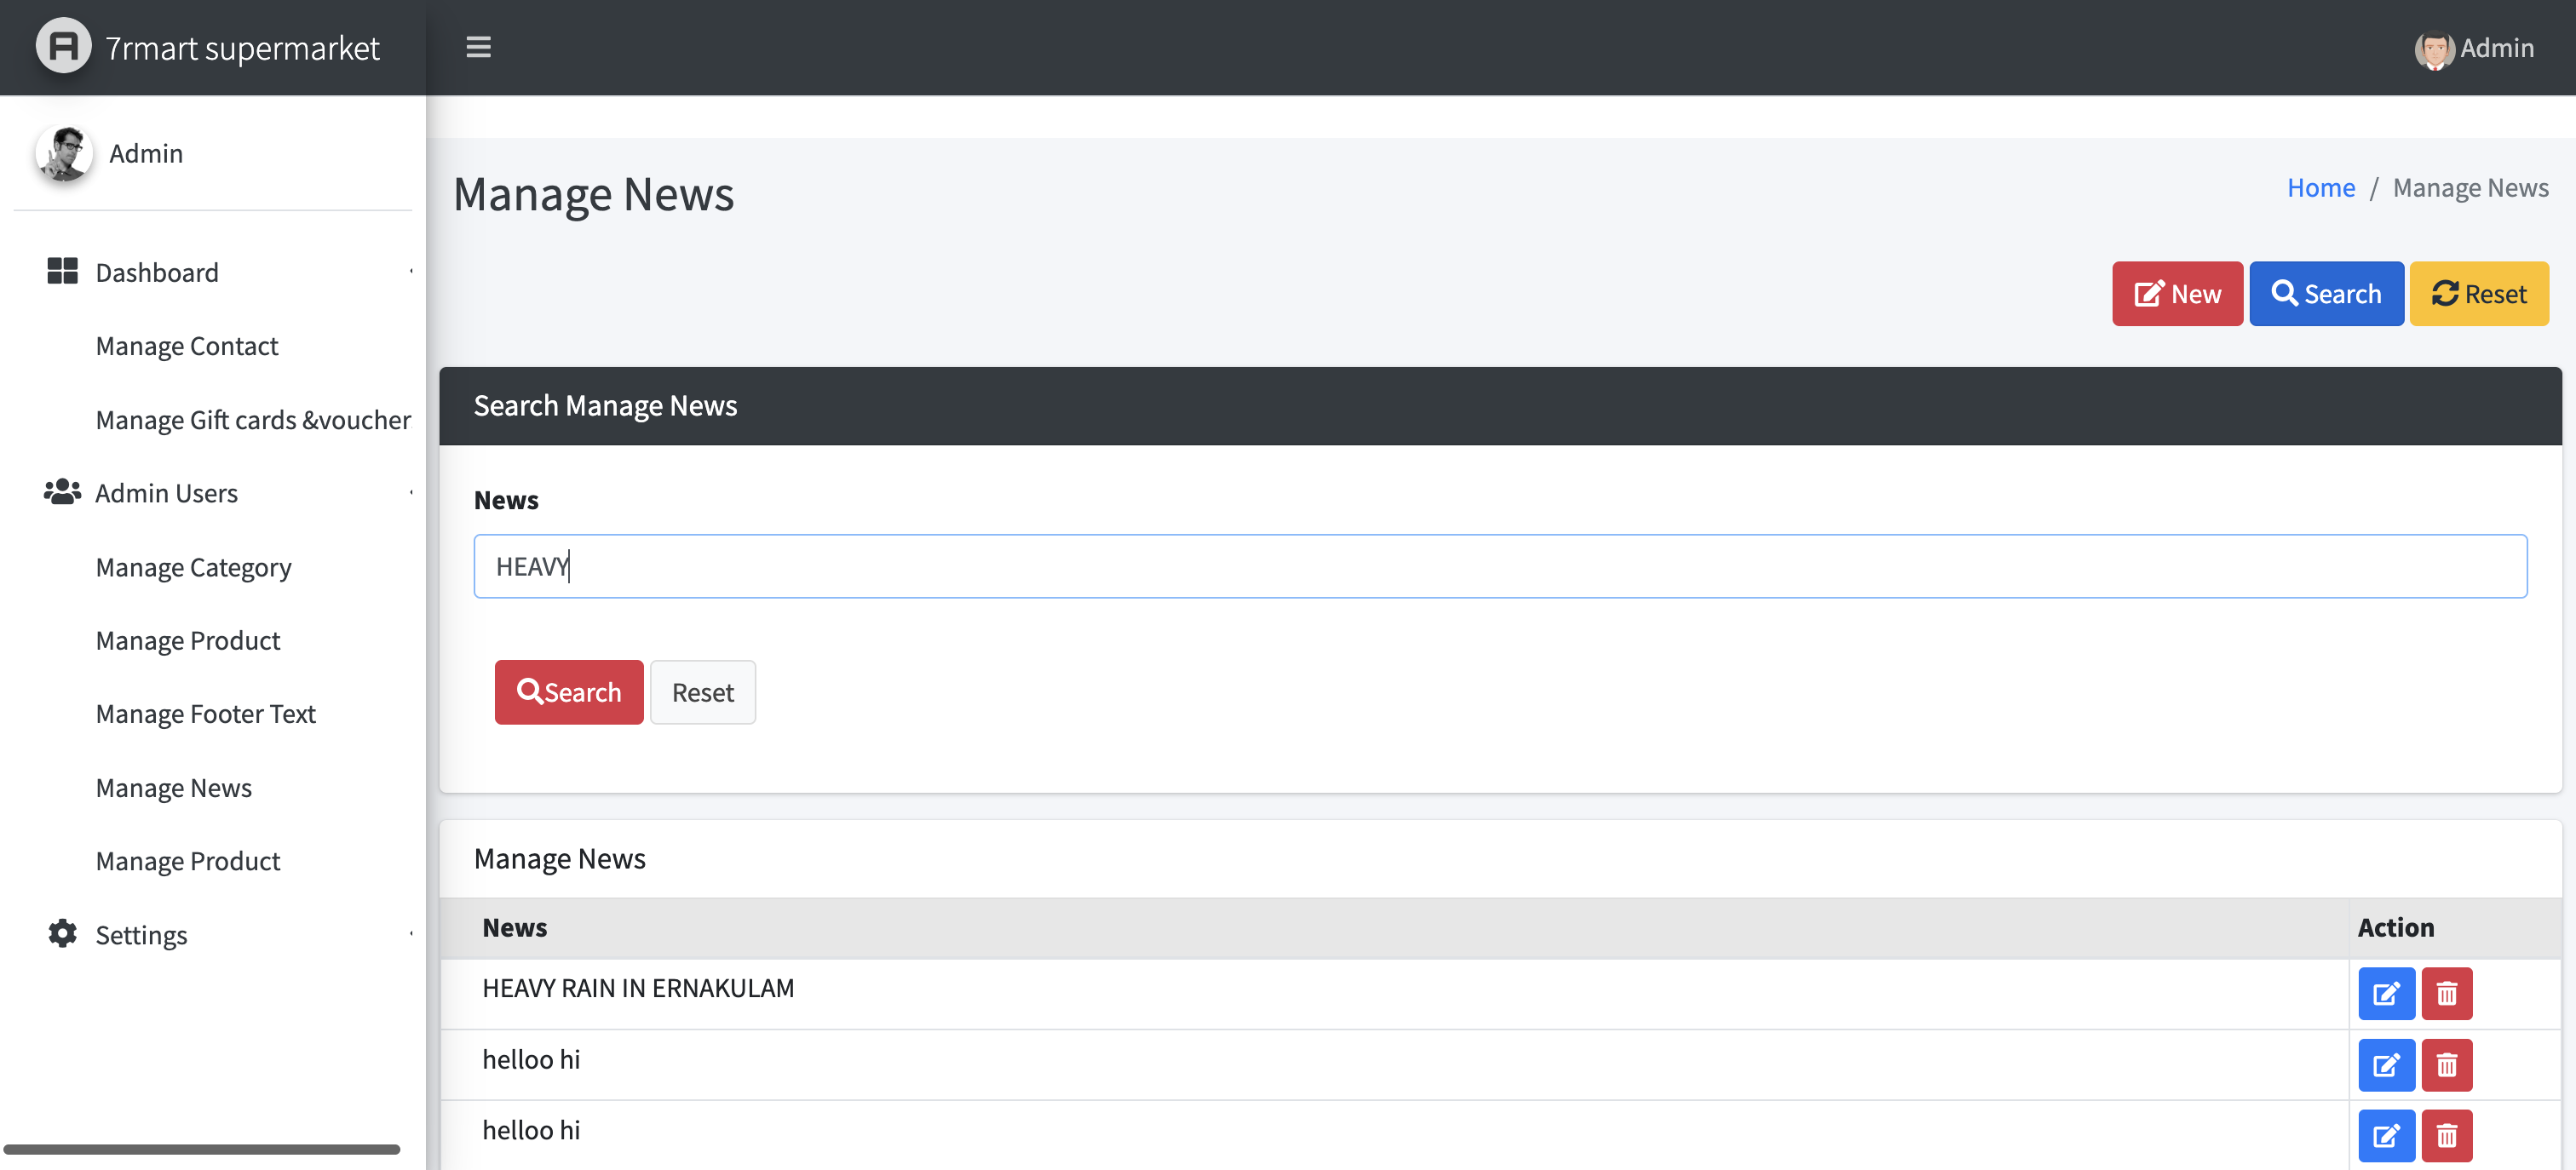 7rmart supermarket
Admin
Admin
Dashboard
Manage Contact
Manage Gift cards &voucher
Admin Users
Manage Category
Manage Product
Manage Footer Text
Manage News
Manage Product
Settings
Manage News
Home / Manage News
New
Search
Reset
Search Manage News
News
HEAVY
Search
Reset
Manage News
News
Action
HEAVY RAIN IN ERNAKULAM
helloo hi
helloo hi